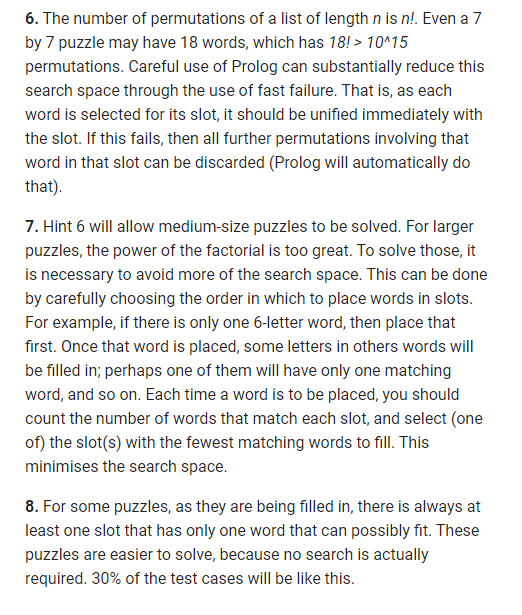 6. The number of permutations of a list of length n is n!. Even a 7
by 7 puzzle may have 18 words, which has 18! > 10^15
permutations. Careful use of Prolog can substantially reduce this
search space through the use of fast failure. That is, as each
word is selected for its slot, it should be unified immediately with
the slot. If this fails, then all further permutations involving that
word in that slot can be discarded (Prolog will automatically do
that).
7. Hint 6 will allow medium-size puzzles to be solved. For larger
puzzles, the power of the factorial is too great. To solve those, it
is necessary to avoid more of the search space. This can be done
by carefully choosing the order in which to place words in slots.
For example, if there is only one 6-letter word, then place that
first. Once that word is placed, some letters in others words will
be filled in; perhaps one of them will have only one matching
word, and so on. Each time a word is to be placed, you should
count the number of words that match each slot, and select (one
of) the slot(s) with the fewest matching words to fill. This
minimises the search space.
8. For some puzzles, as they are being filled in, there is always at
least one slot that has only one word that can possibly fit. These
puzzles are easier to solve, because no search is actually
required. 30% of the test cases will be like this.